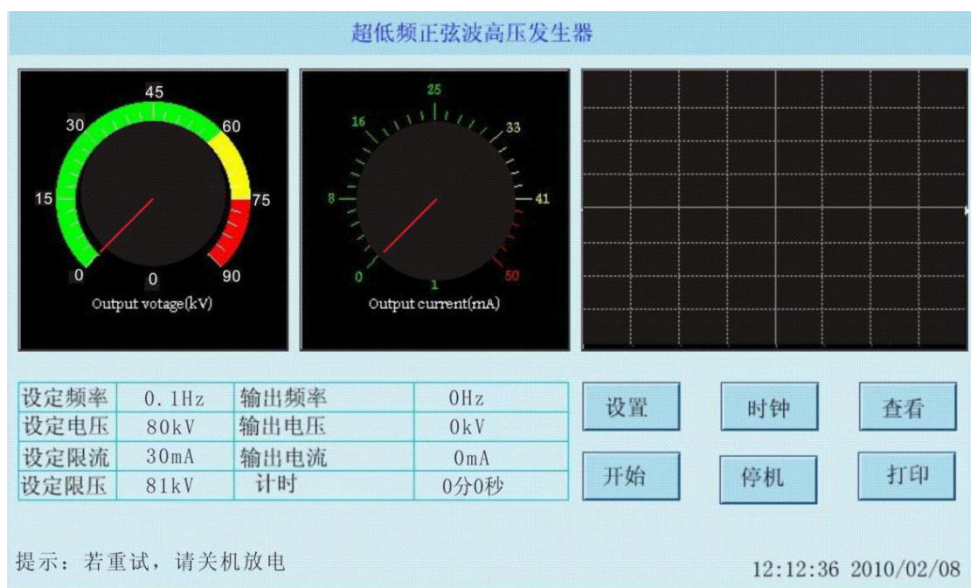 超低频正弦波高压发生器
45
30
60
15
75
0
0
90
Output votage(kV)
25
16
33
8
41
0
1
50
Output current(mA)
设定频率 0.1Hz 输出频率 0Hz
设定电压 80kV 输出电压 0kV
设定限流 30mA 输出电流 0mA
设定限压 81kV 计时 0分0秒
设置 时钟 查看
开始 停机 打印
提示：若重试，请关机放电
12:12:36 2010/02/08